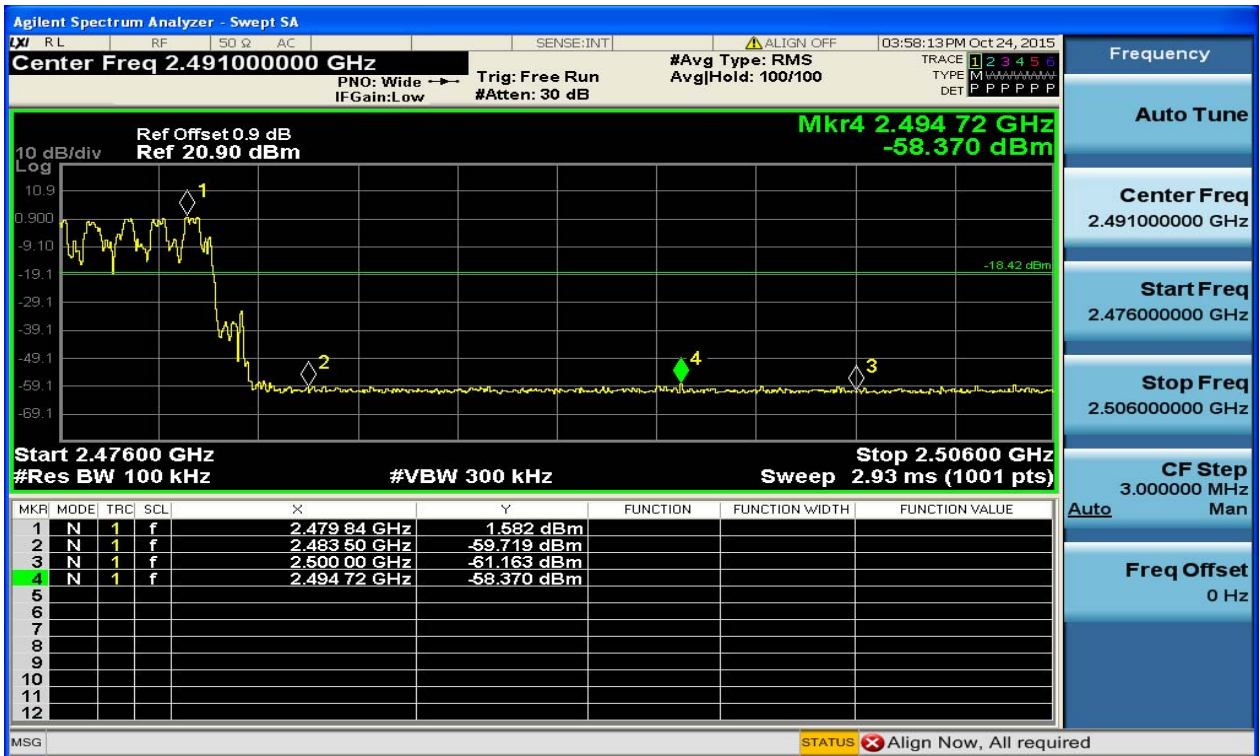 Agilent Spectrum Analyzer - Swept SA
LXI RL RF 50 Ω AC SENSE:INT ALIGN OFF 03:58:13PM Oct 24, 2015
Center Freq 2.491000000 GHz
PNO: Wide
IFGain:Low
Trig: Free Run
#Atten: 30 dB
#Avg Type: RMS
Avg|Hold: 100/100
TRACE 1 2 3 4 5 6
TYPE M WWWWW
DET P P P P P P
Ref Offset 0.9 dB
10 dB/div Ref 20.90 dBm
Log
Mkr4 2.494 72 GHz
-58.370 dBm
10.9
0.900
-9.10
-19.1
-29.1
-39.1
-49.1
-59.1
-69.1
1
2
4
3
-18.42 dBm
Start 2.47600 GHz Stop 2.50600 GHz
#Res BW 100 kHz #VBW 300 kHz Sweep 2.93 ms (1001 pts)
MKR MODE TRC SCL X Y FUNCTION FUNCTION WIDTH FUNCTION VALUE
1 N 1 f 2.479 84 GHz 1.582 dBm
2 N 1 f 2.483 50 GHz -59.719 dBm
3 N 1 f 2.500 00 GHz -61.163 dBm
4 N 1 f 2.494 72 GHz -58.370 dBm
5
6
7
8
9
10
11
12
MSG STATUS Align Now, All required
Frequency
Auto Tune
Center Freq
2.491000000 GHz
Start Freq
2.476000000 GHz
Stop Freq
2.506000000 GHz
CF Step
3.000000 MHz
Auto Man
Freq Offset
0 Hz